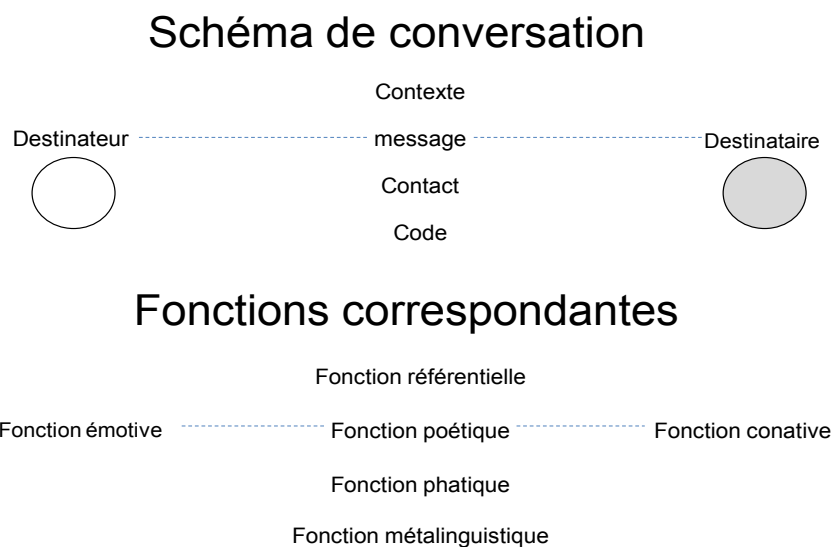 Schéma de conversation
Contexte
Destinateur message Destinataire
Contact
Code
Fonctions correspondantes
Fonction référentielle
Fonction émotive Fonction poétique Fonction conative
Fonction phatique
Fonction métalinguistique